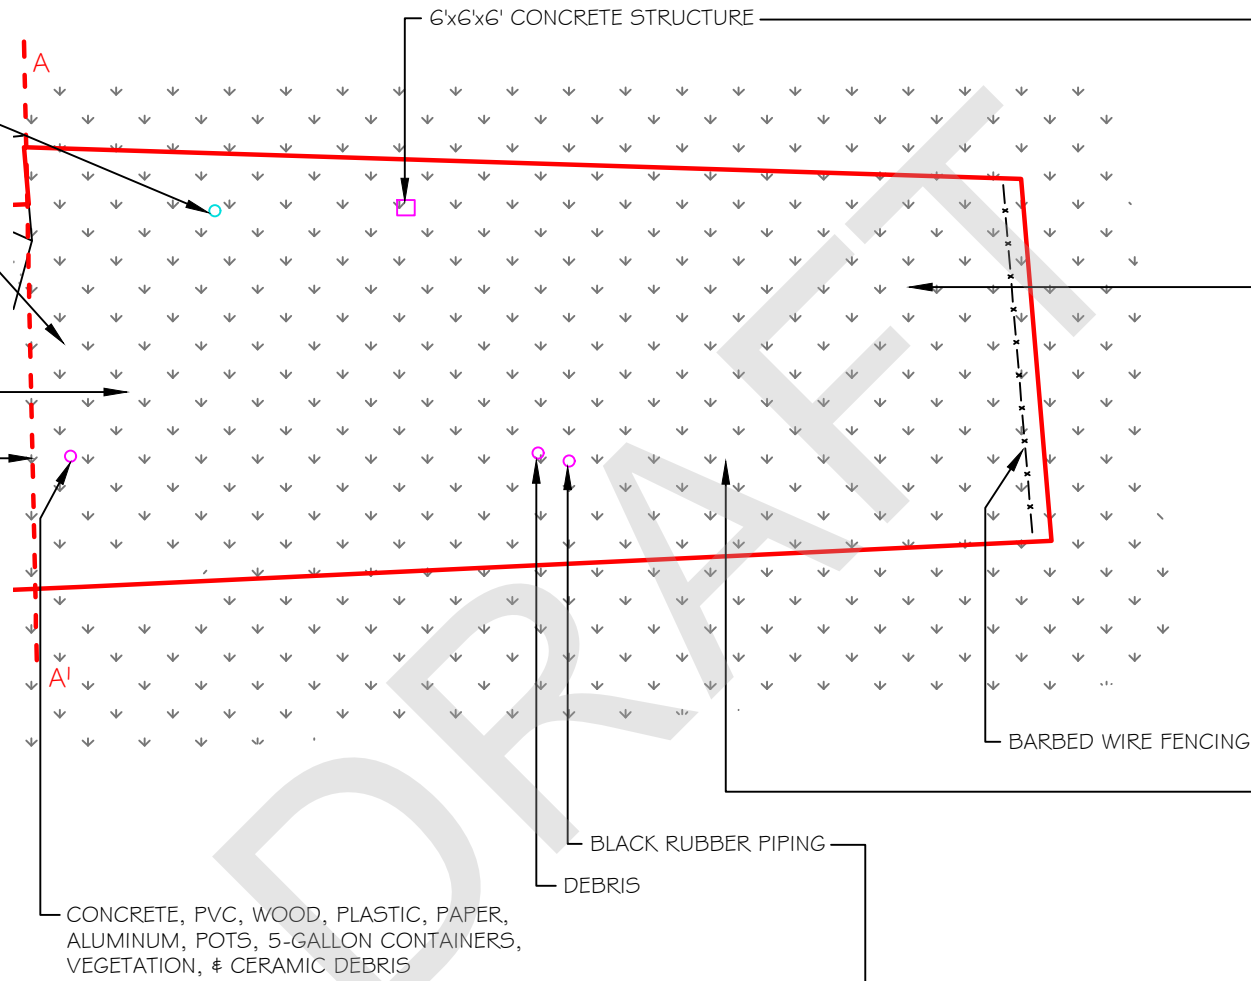 6'x6'x6' CONCRETE STRUCTURE
A
A'
BARBED WIRE FENCING
BLACK RUBBER PIPING
DEBRIS
CONCRETE, PVC, WOOD, PLASTIC, PAPER,
ALUMINUM, POTS, 5-GALLON CONTAINERS,
VEGETATION, & CERAMIC DEBRIS
DRAFT